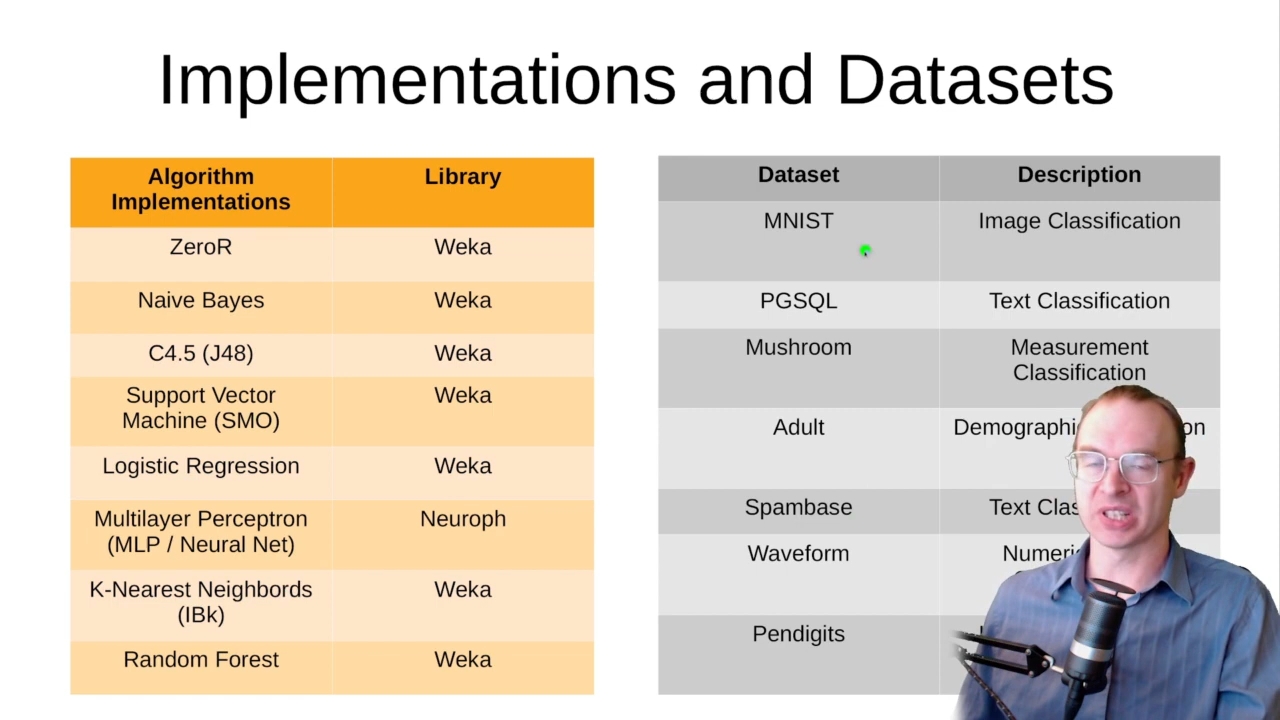 Implementations and Datasets
Algorithm
Implementations
Library
ZeroR
Weka
Naive Bayes
Weka
C4.5 (J48)
Weka
Support Vector
Machine (SMO)
Weka
Logistic Regression
Weka
Multilayer Perceptron
(MLP / Neural Net)
Neuroph
K-Nearest Neighbords
(IBk)
Weka
Random Forest
Weka
Dataset
Description
MNIST
Image Classification
PGSQL
Text Classification
Mushroom
Measurement
Classification
Adult
Spambase
Text
Waveform
Pendigits